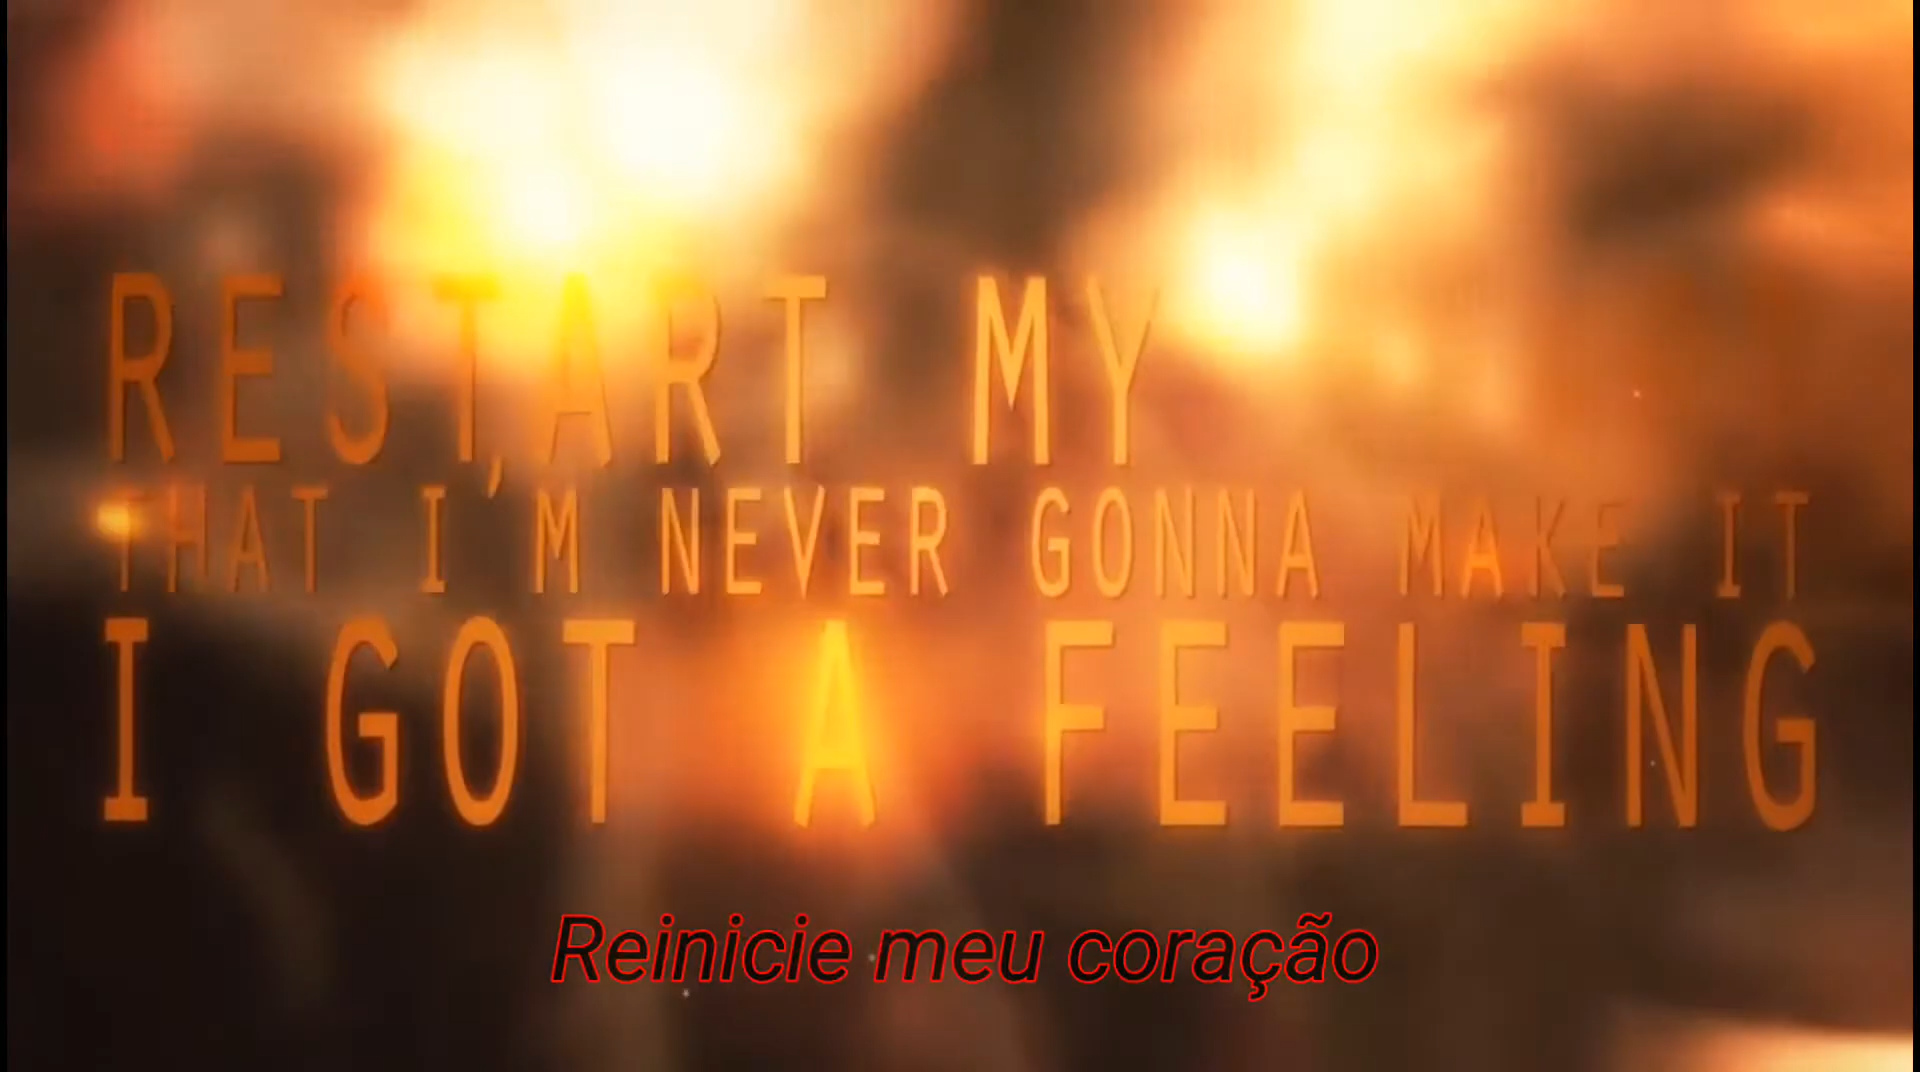 RESTART MY
THAT I'M NEVER GONNA MAKE IT
I GOT A FEELING
Reinicie meu coração